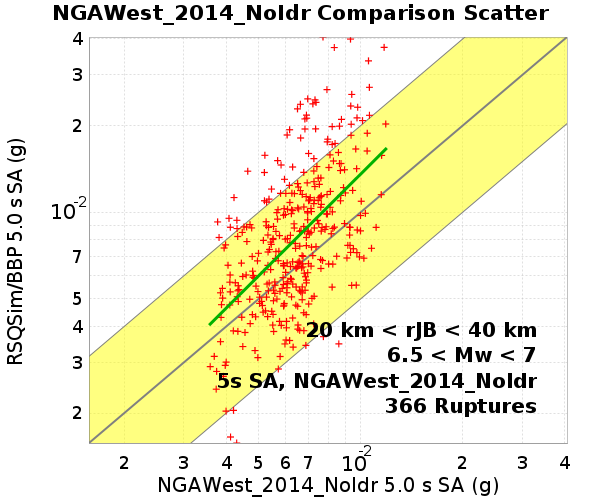 NGAWest_2014_NoIdr Comparison Scatter
RSQSim/BBP 5.0 s SA (g)
4
3
2
10-2
7
5
4
3
2
20 km < rJB < 40 km
6.5 < Mw < 7
5s SA, NGAWest_2014_NoIdr
366 Ruptures
2 3 4 5 6 7 10-2 2 3 4
NGAWest_2014_NoIdr 5.0 s SA (g)